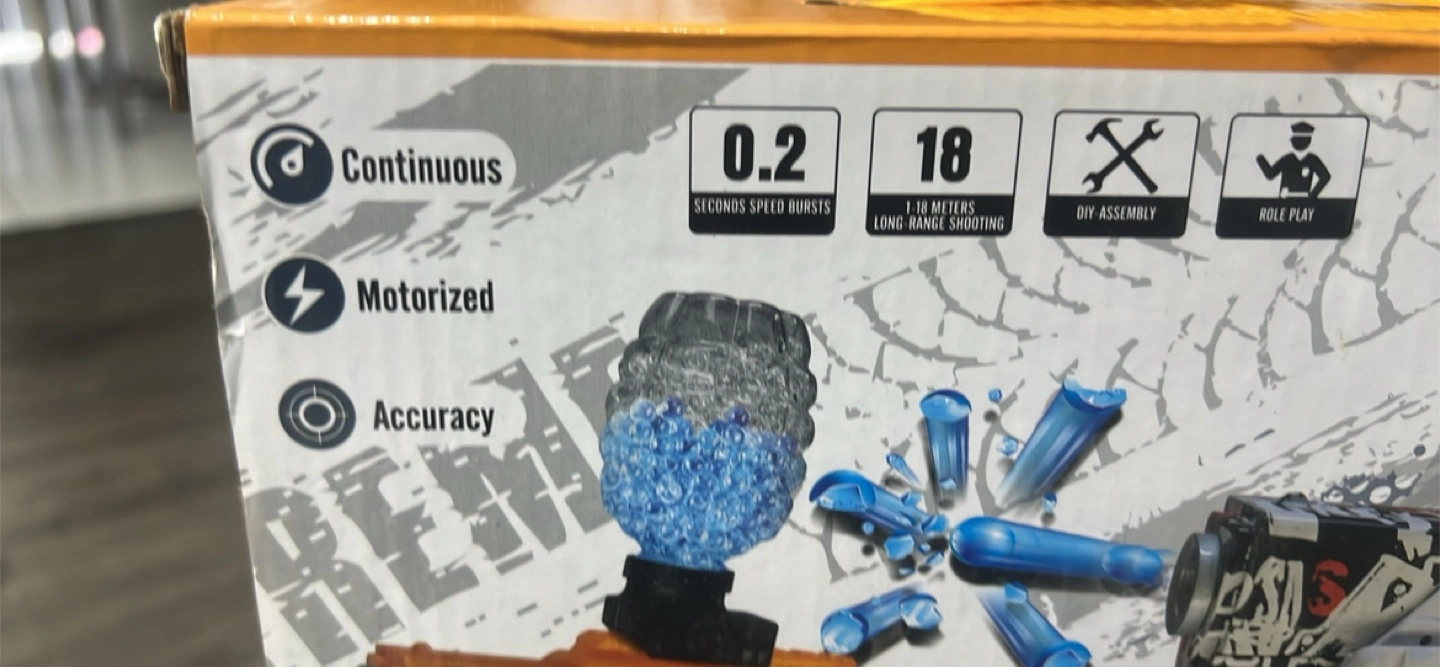 Continuous
Motorized
Accuracy
0.2
SECONDS SPEED BURSTS
18
1-18 METERS
LONG-RANGE SHOOTING
DIY-ASSEMBLY
ROLE PLAY